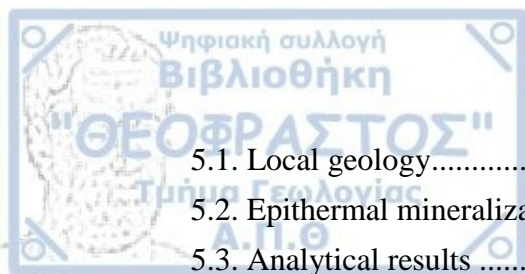 Ψηφιακή συλλογή
Βιβλιοθήκη
"ΘΕΟΦΡΑΣΤΟΣ"
5.1. Local geology............
Τμήμα Γεωλογίας
5.2. Epithermal mineraliza
Α.Π.Θ
5.3. Analytical results ......